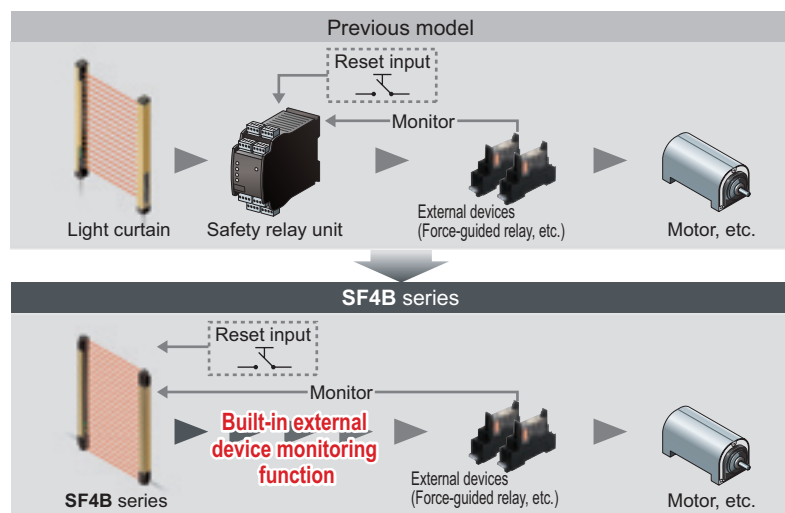 Previous model
Reset input
Monitor
Light curtain
Safety relay unit
External devices
(Force-guided relay, etc.)
Motor, etc.
SF4B series
Reset input
Monitor
Built-in external
device monitoring
function
SF4B series
External devices
(Force-guided relay, etc.)
Motor, etc.